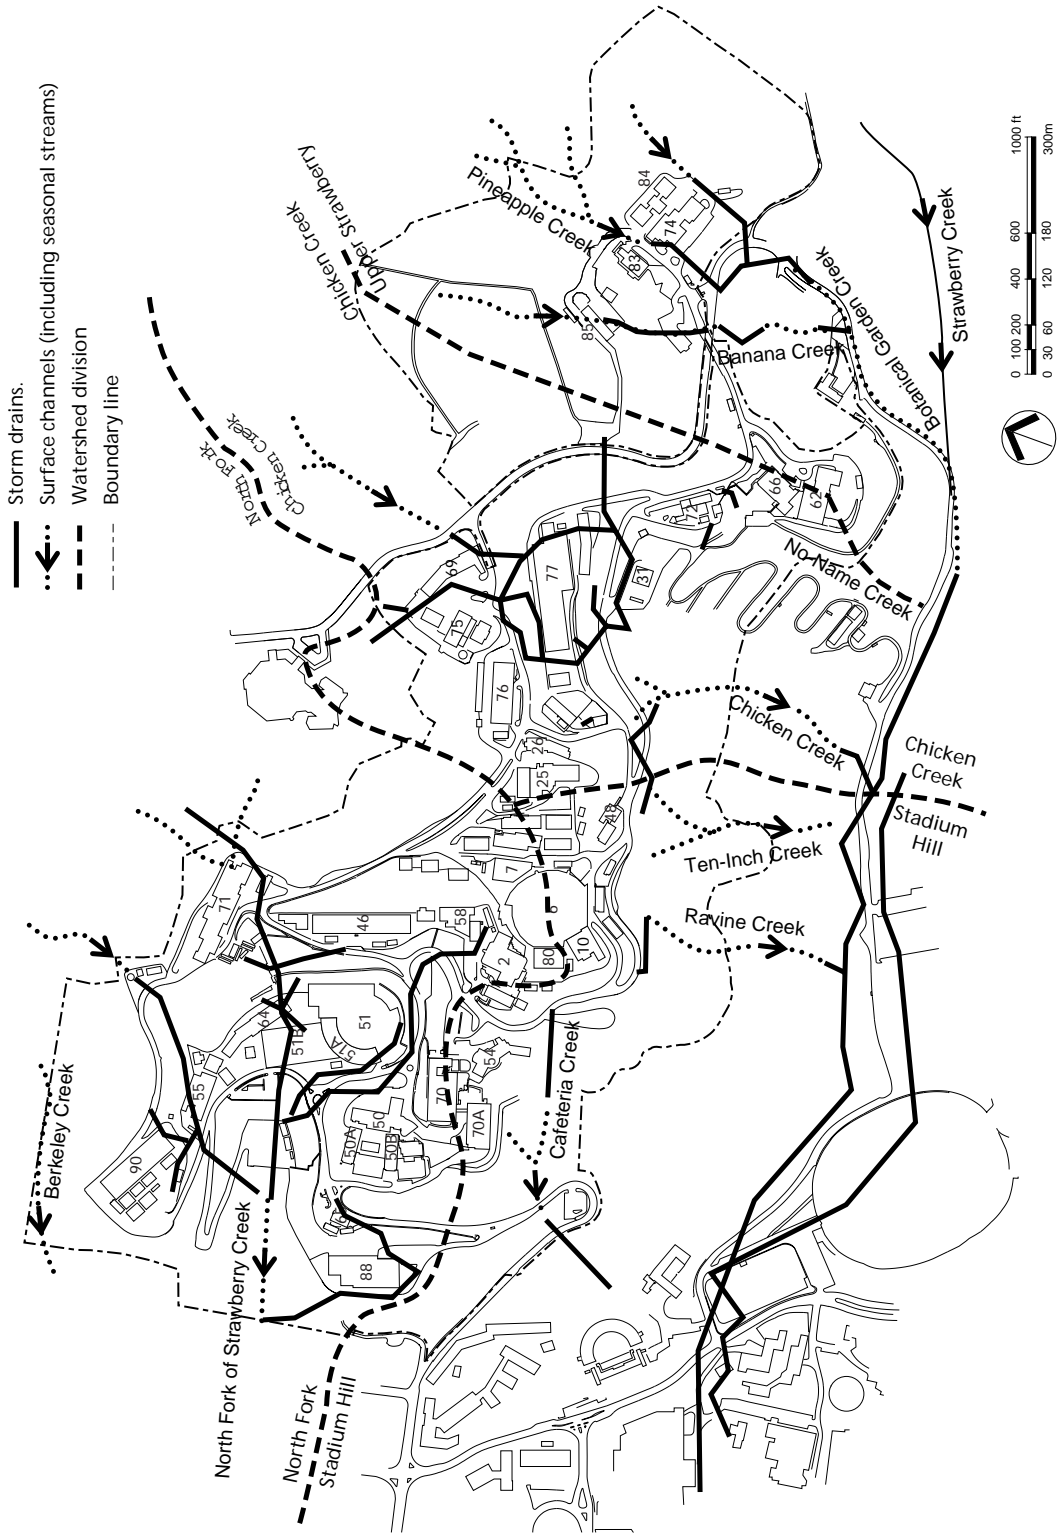 Storm drains.
Surface channels (including seasonal streams)
Watershed division
Boundary line
North Fork
Chicken Creek
Chicken Creek
Upper Strawberry
Pineapple Creek
Banana Creek
Botanical Garden Creek
Strawberry Creek
No Name Creek
Chicken Creek
Chicken
Creek
Stadium
Hill
Ten-Inch Creek
Ravine Creek
Cafeteria Creek
Berkeley Creek
North Fork of Strawberry Creek
North Fork
Stadium Hill
84
74
83
85
69
75
77
31
72
66
62
76
26
25
48
7
6
10
80
2
58
46
71
64
51B
51
51A
55
90
54
70
70A
50
50A
50B
88
0 100 200 400 600 1000 ft
0 30 60 120 180 300m